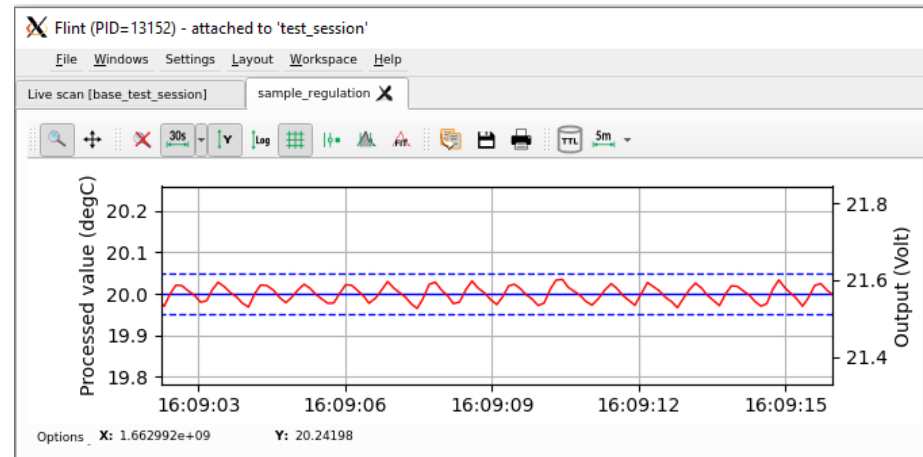 Flint (PID=13152) - attached to 'test_session'
File Windows Settings Layout Workspace Help
Live scan [base_test_session] sample_regulation
30s Y Log FIT TTL 5m
Processed value (degC)
20.2
20.1
20.0
19.9
19.8
21.8
21.6
21.4
Output (Volt)
16:09:03 16:09:06 16:09:09 16:09:12 16:09:15
Options X: 1.662992e+09 Y: 20.24198